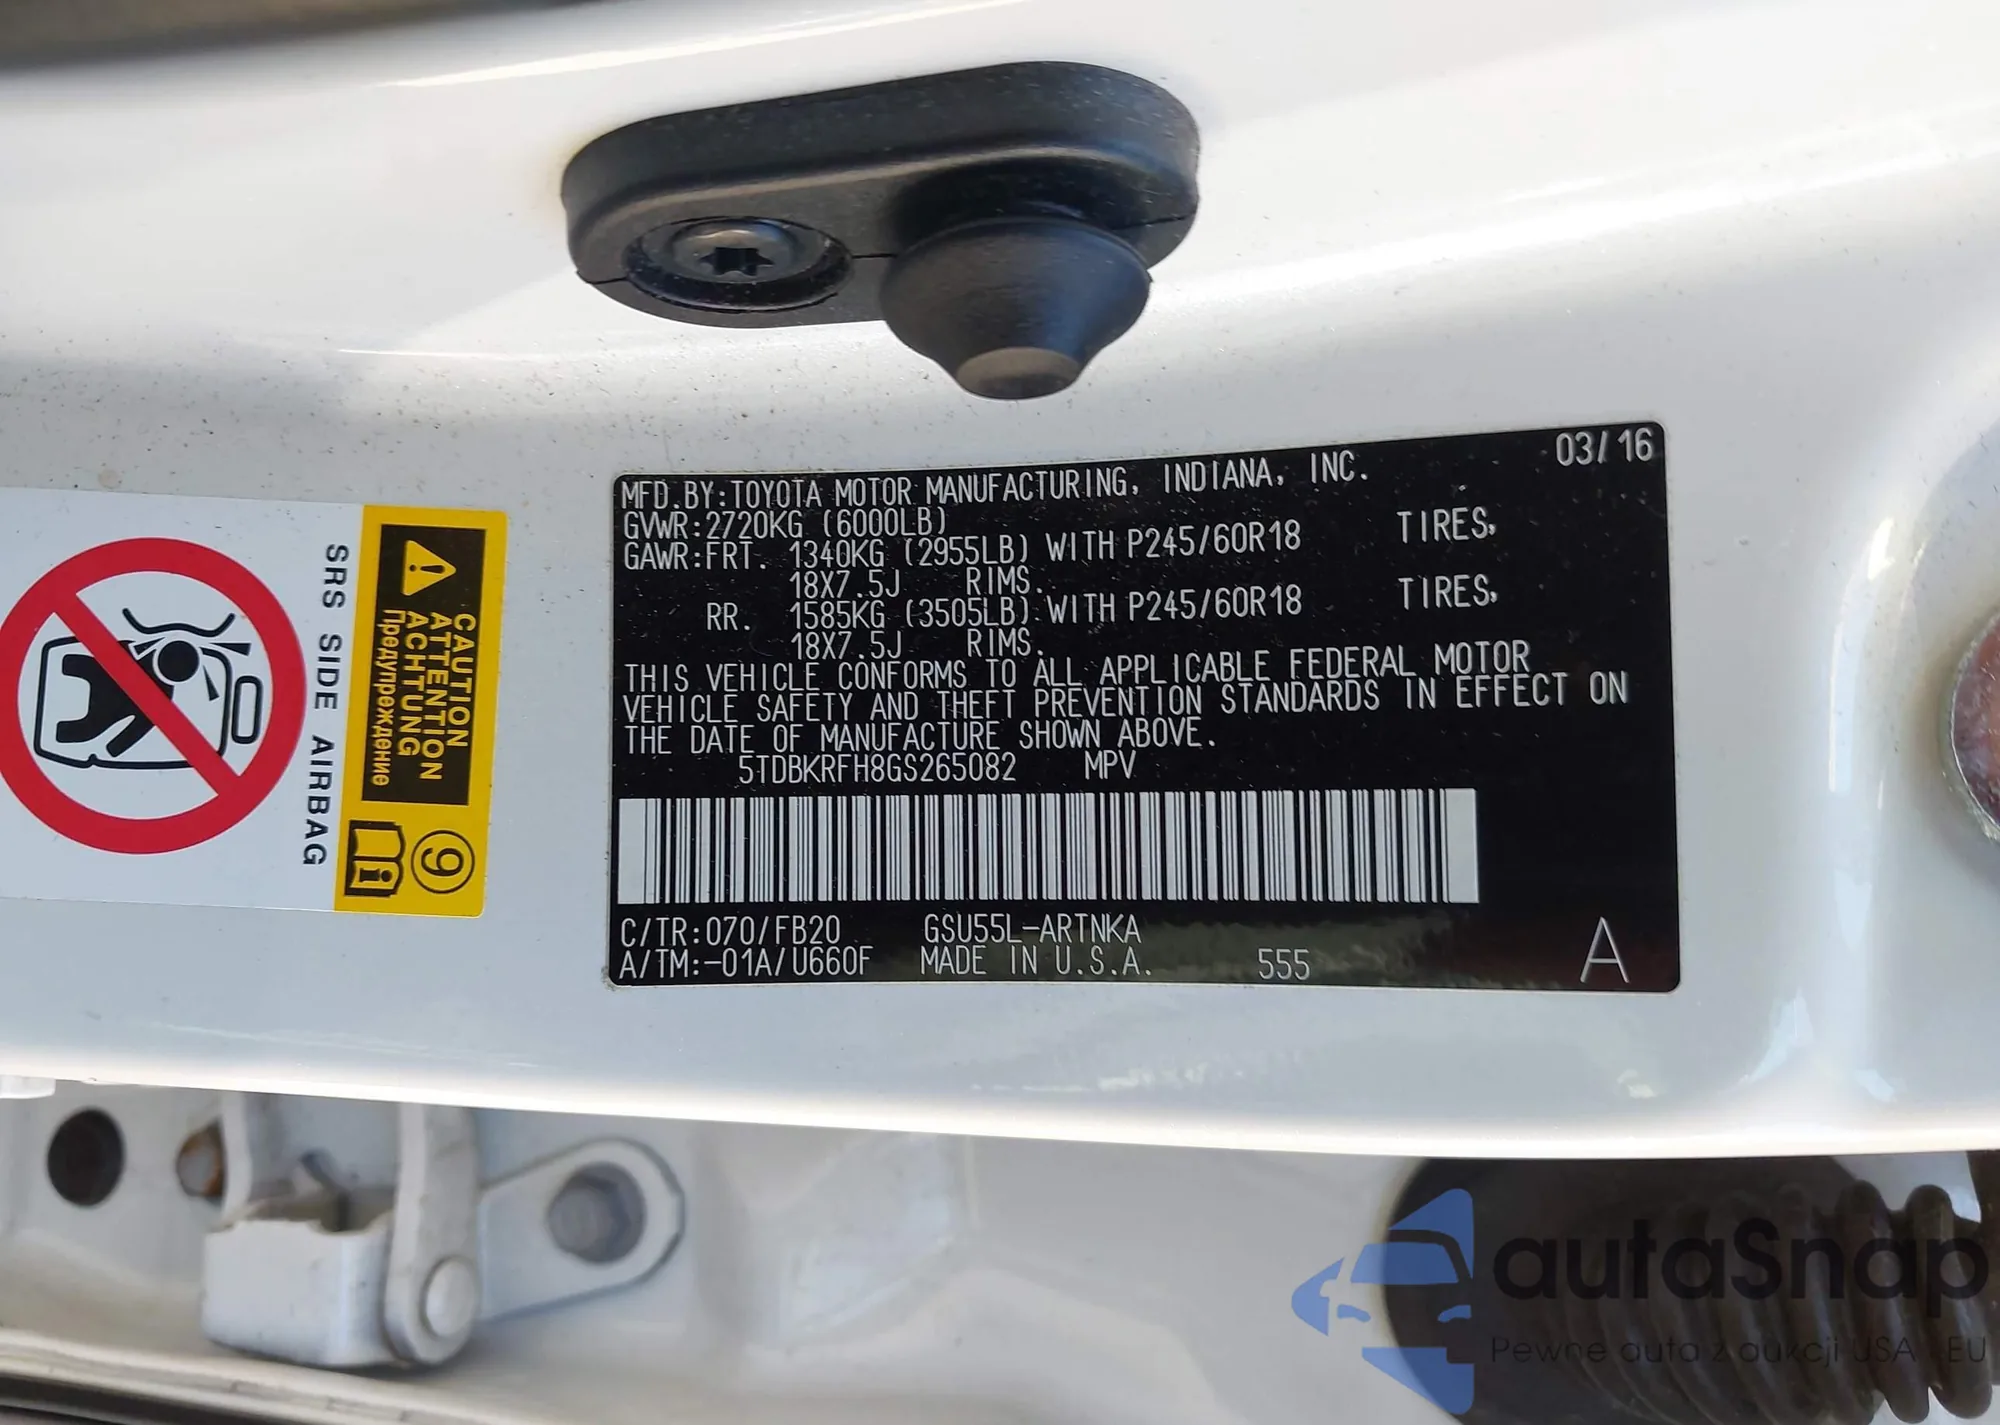 03/16
MFD.BY:TOYOTA MOTOR MANUFACTURING, INDIANA, INC.
GVWR:2720KG (6000LB)
GAWR:FRT. 1340KG (2955LB) WITH P245/60R18 TIRES,
18X7.5J RIMS.
RR. 1585KG (3505LB) WITH P245/60R18 TIRES,
18X7.5J RIMS.
THIS VEHICLE CONFORMS TO ALL APPLICABLE FEDERAL MOTOR
VEHICLE SAFETY AND THEFT PREVENTION STANDARDS IN EFFECT ON
THE DATE OF MANUFACTURE SHOWN ABOVE.
5TDBKRFH8GS265082 MPV
C/TR:070/FB20 GSU55L-ARTNKA
A/TM:-01A/U660F MADE IN U.S.A. 555 A
CAUTION
ATTENTION
ACHTUNG
Предупреждение
SRS SIDE AIRBAG
9
i
autaSnap
Pewne auta z aukcji USA i EU